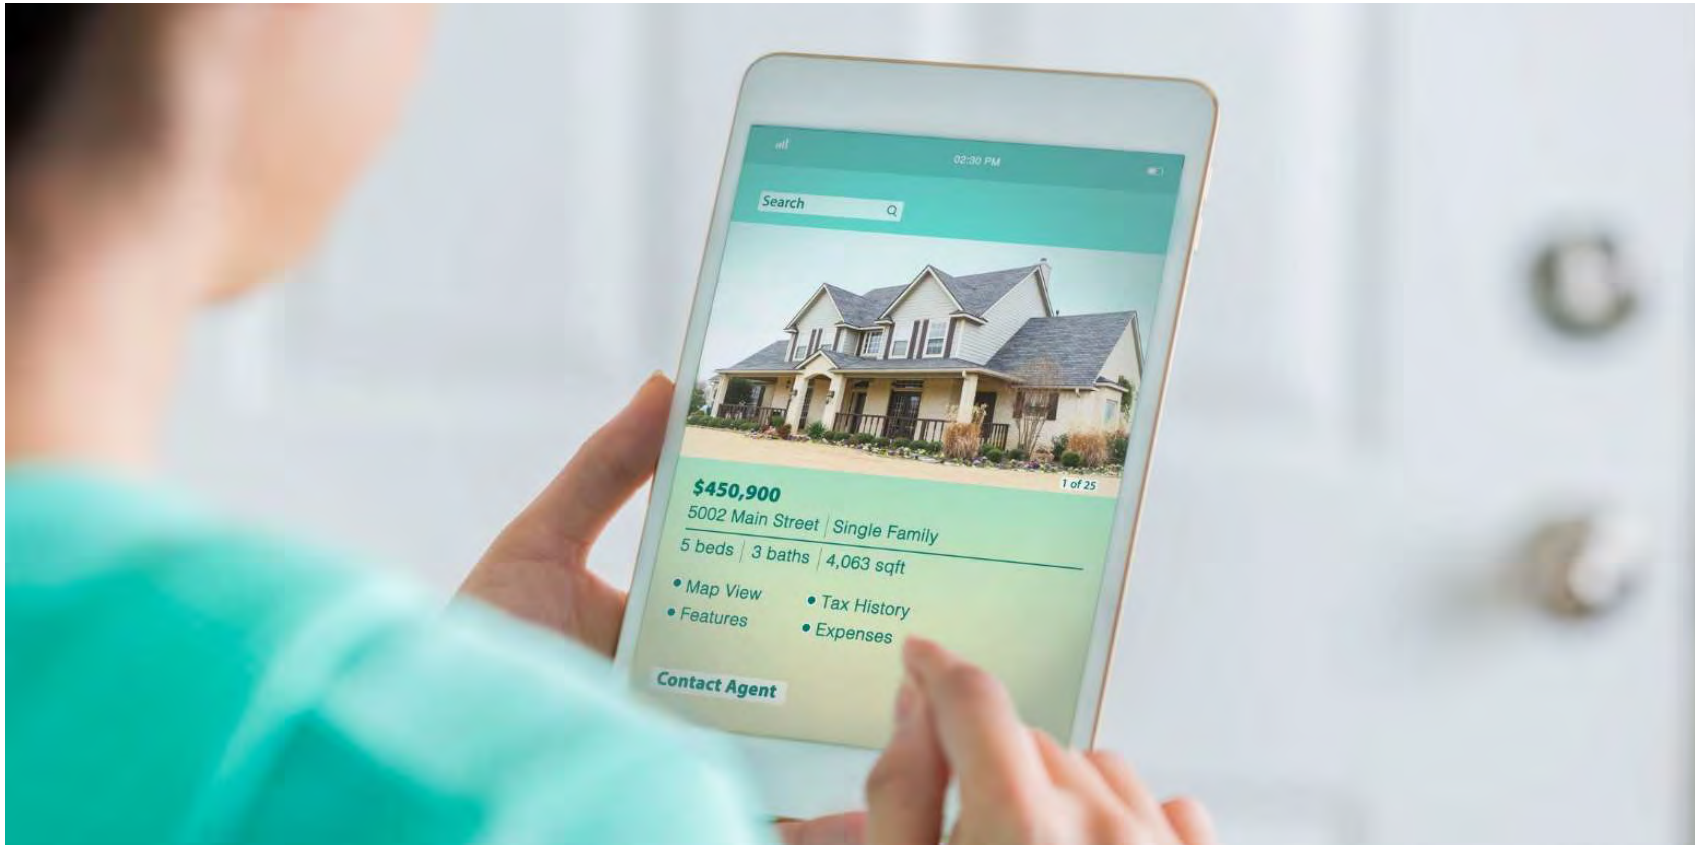 02:30 PM
Search
1 of 25
$450,900
5002 Main Street | Single Family
5 beds | 3 baths | 4,063 sqft
• Map View • Tax History
• Features • Expenses
Contact Agent